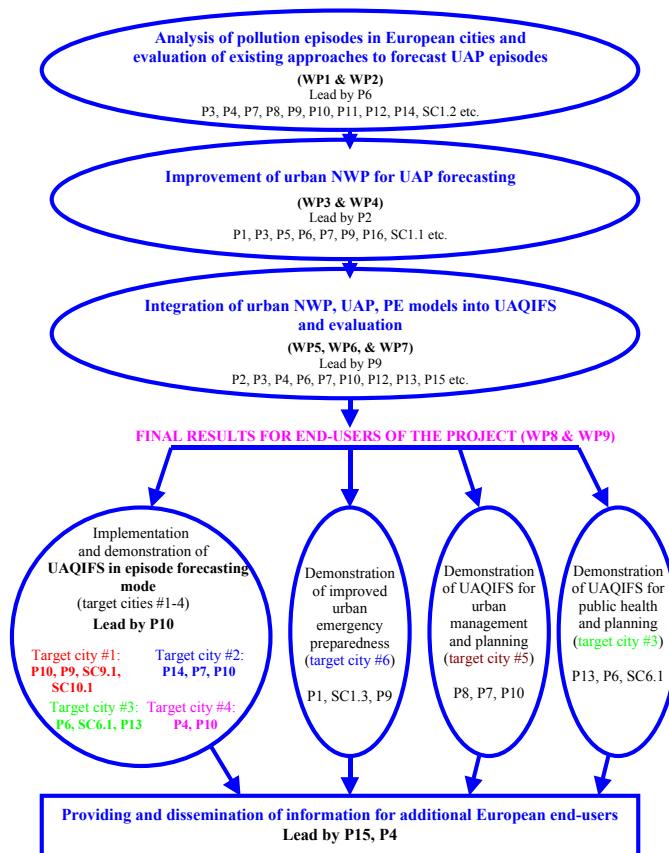 Analysis of pollution episodes in European cities and
evaluation of existing approaches to forecast UAP episodes
(WP1 & WP2)
Lead by P6
P3, P4, P7, P8, P9, P10, P11, P12, P14, SC1.2 etc.
Improvement of urban NWP for UAP forecasting
(WP3 & WP4)
Lead by P2
P1, P3, P5, P6, P7, P9, P16, SC1.1 etc.
Integration of urban NWP, UAP, PE models into UAQIFS
and evaluation
(WP5, WP6, & WP7)
Lead by P9
P2, P3, P4, P6, P7, P10, P12, P13, P15 etc.
FINAL RESULTS FOR END-USERS OF THE PROJECT (WP8 & WP9)
Implementation
and demonstration of
UAQIFS in episode forecasting
mode
(target cities #1-4)
Lead by P10
Target city #1:
P10, P9, SC9.1,
SC10.1
Target city #2:
P14, P7, P10
Target city #3:
P6, SC6.1, P13
Target city #4:
P4, P10
Demonstration
of improved
urban
emergency
preparedness
(target city #6)
P1, SC1.3, P9
Demonstration
of UAQIFS for
urban
management
and planning
(target city #5)
P8, P7, P10
Demonstration
of UAQIFS for
public health
and planning
(target city #3)
P13, P6, SC6.1
Providing and dissemination of information for additional European end-users
Lead by P15, P4